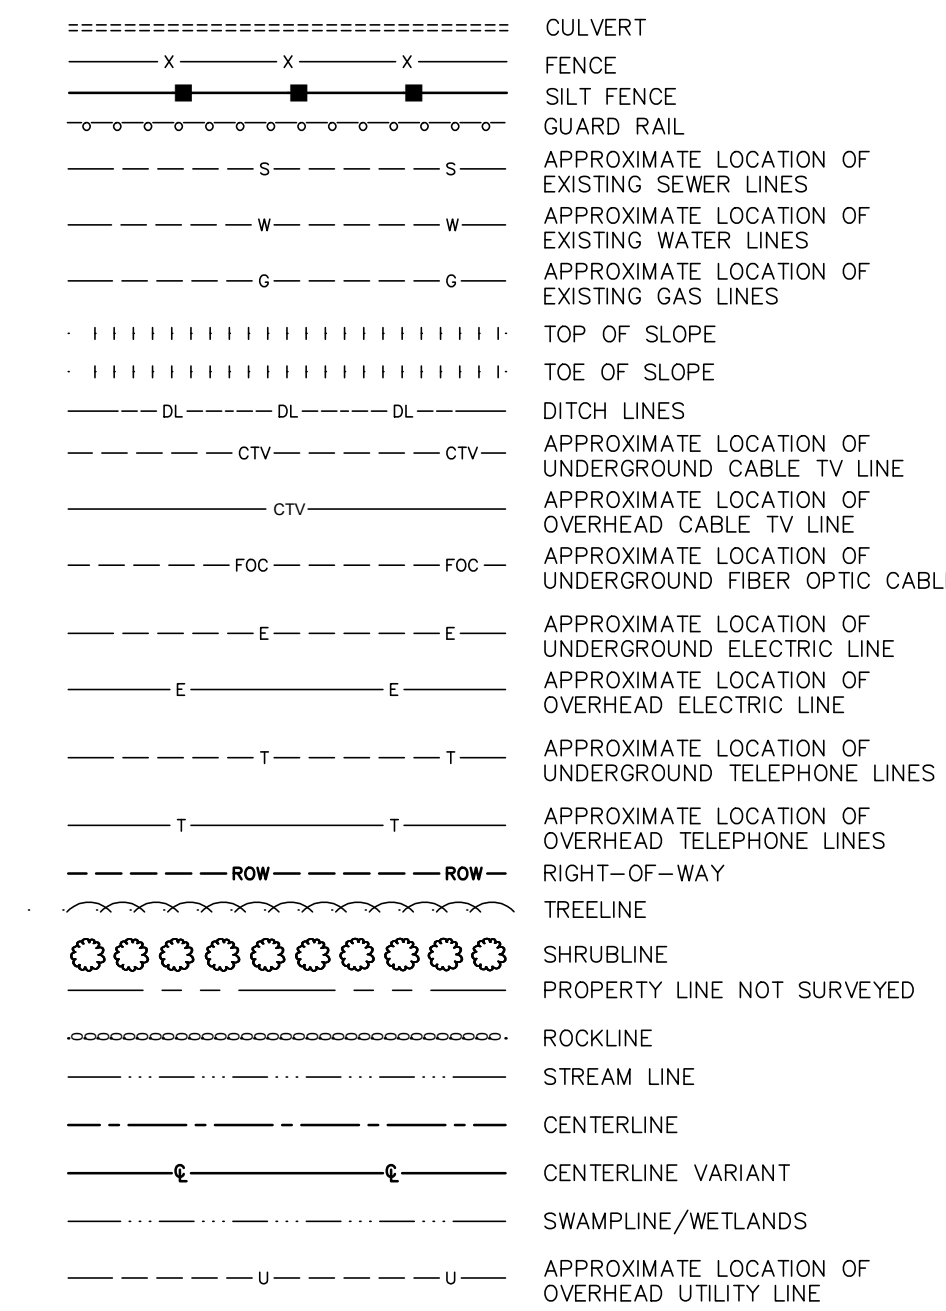 CULVERT
X X X FENCE
SILT FENCE
GUARD RAIL
S S APPROXIMATE LOCATION OF
EXISTING SEWER LINES
W W APPROXIMATE LOCATION OF
EXISTING WATER LINES
G G APPROXIMATE LOCATION OF
EXISTING GAS LINES
TOP OF SLOPE
TOE OF SLOPE
DL DL DL DITCH LINES
CTV CTV APPROXIMATE LOCATION OF
UNDERGROUND CABLE TV LINE
CTV APPROXIMATE LOCATION OF
OVERHEAD CABLE TV LINE
FOC FOC APPROXIMATE LOCATION OF
UNDERGROUND FIBER OPTIC CABL
E E APPROXIMATE LOCATION OF
UNDERGROUND ELECTRIC LINE
E E APPROXIMATE LOCATION OF
OVERHEAD ELECTRIC LINE
T T APPROXIMATE LOCATION OF
UNDERGROUND TELEPHONE LINES
T T APPROXIMATE LOCATION OF
OVERHEAD TELEPHONE LINES
ROW ROW RIGHT-OF-WAY
TREELINE
SHRUBLINE
PROPERTY LINE NOT SURVEYED
ROCKLINE
STREAM LINE
CENTERLINE
℄ ℄ CENTERLINE VARIANT
SWAMPLINE/WETLANDS
U U APPROXIMATE LOCATION OF
OVERHEAD UTILITY LINE